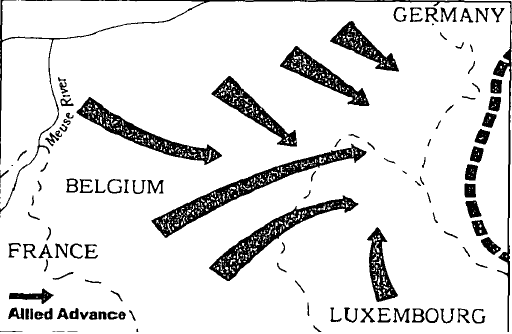 GERMANY
Meuse River
BELGIUM
FRANCE
Allied Advance
LUXEMBOURG